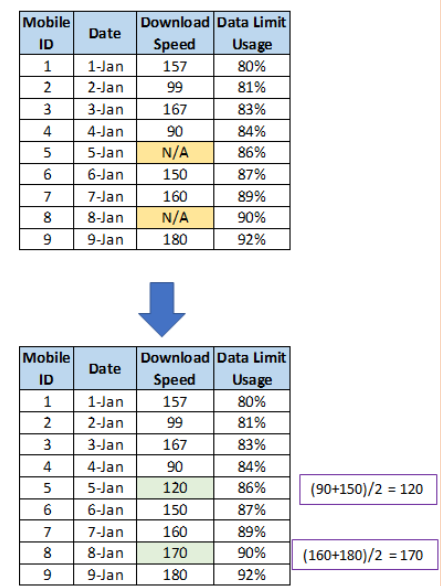 Mobile ID Date Download Speed Data Limit Usage
1 1-Jan 157 80%
2 2-Jan 99 81%
3 3-Jan 167 83%
4 4-Jan 90 84%
5 5-Jan N/A 86%
6 6-Jan 150 87%
7 7-Jan 160 89%
8 8-Jan N/A 90%
9 9-Jan 180 92%
Mobile ID Date Download Speed Data Limit Usage
1 1-Jan 157 80%
2 2-Jan 99 81%
3 3-Jan 167 83%
4 4-Jan 90 84%
5 5-Jan 120 86% (90+150)/2 = 120
6 6-Jan 150 87%
7 7-Jan 160 89%
8 8-Jan 170 90% (160+180)/2 = 170
9 9-Jan 180 92%